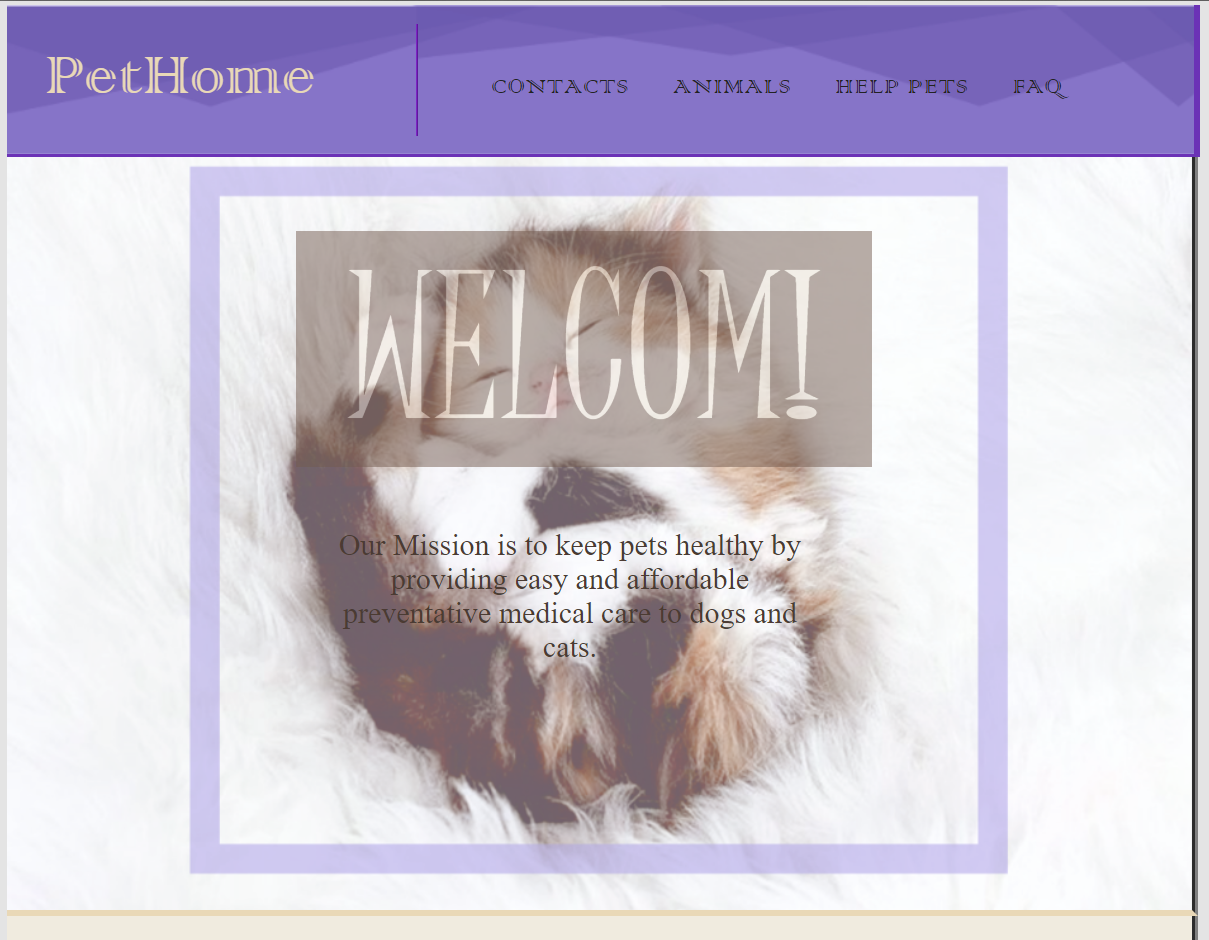 PetHome
CONTACTS ANIMALS HELP PETS FAQ
WELCOM!
Our Mission is to keep pets healthy by
providing easy and affordable
preventative medical care to dogs and
cats.